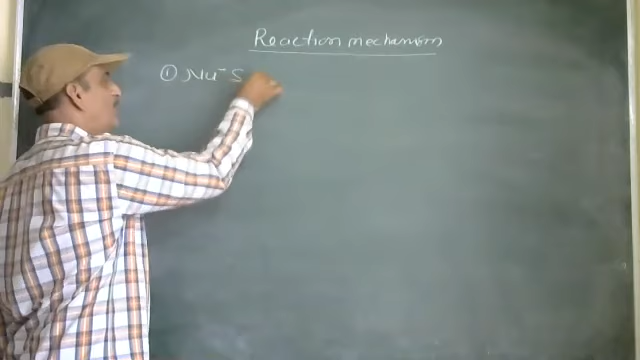 Reaction mechanism
① Nu⁻ S